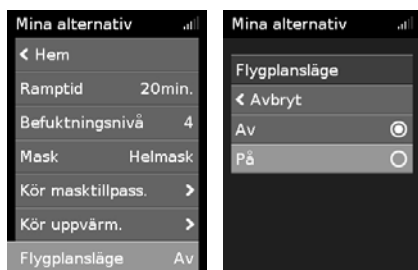 Mina alternativ
< Hem
Ramptid 20min.
Befuktningsnivå 4
Mask Helmask
Kör masktillpass. >
Kör uppvärm. >
Flygplansläge Av
Mina alternativ
Flygplansläge
< Avbryt
Av
På